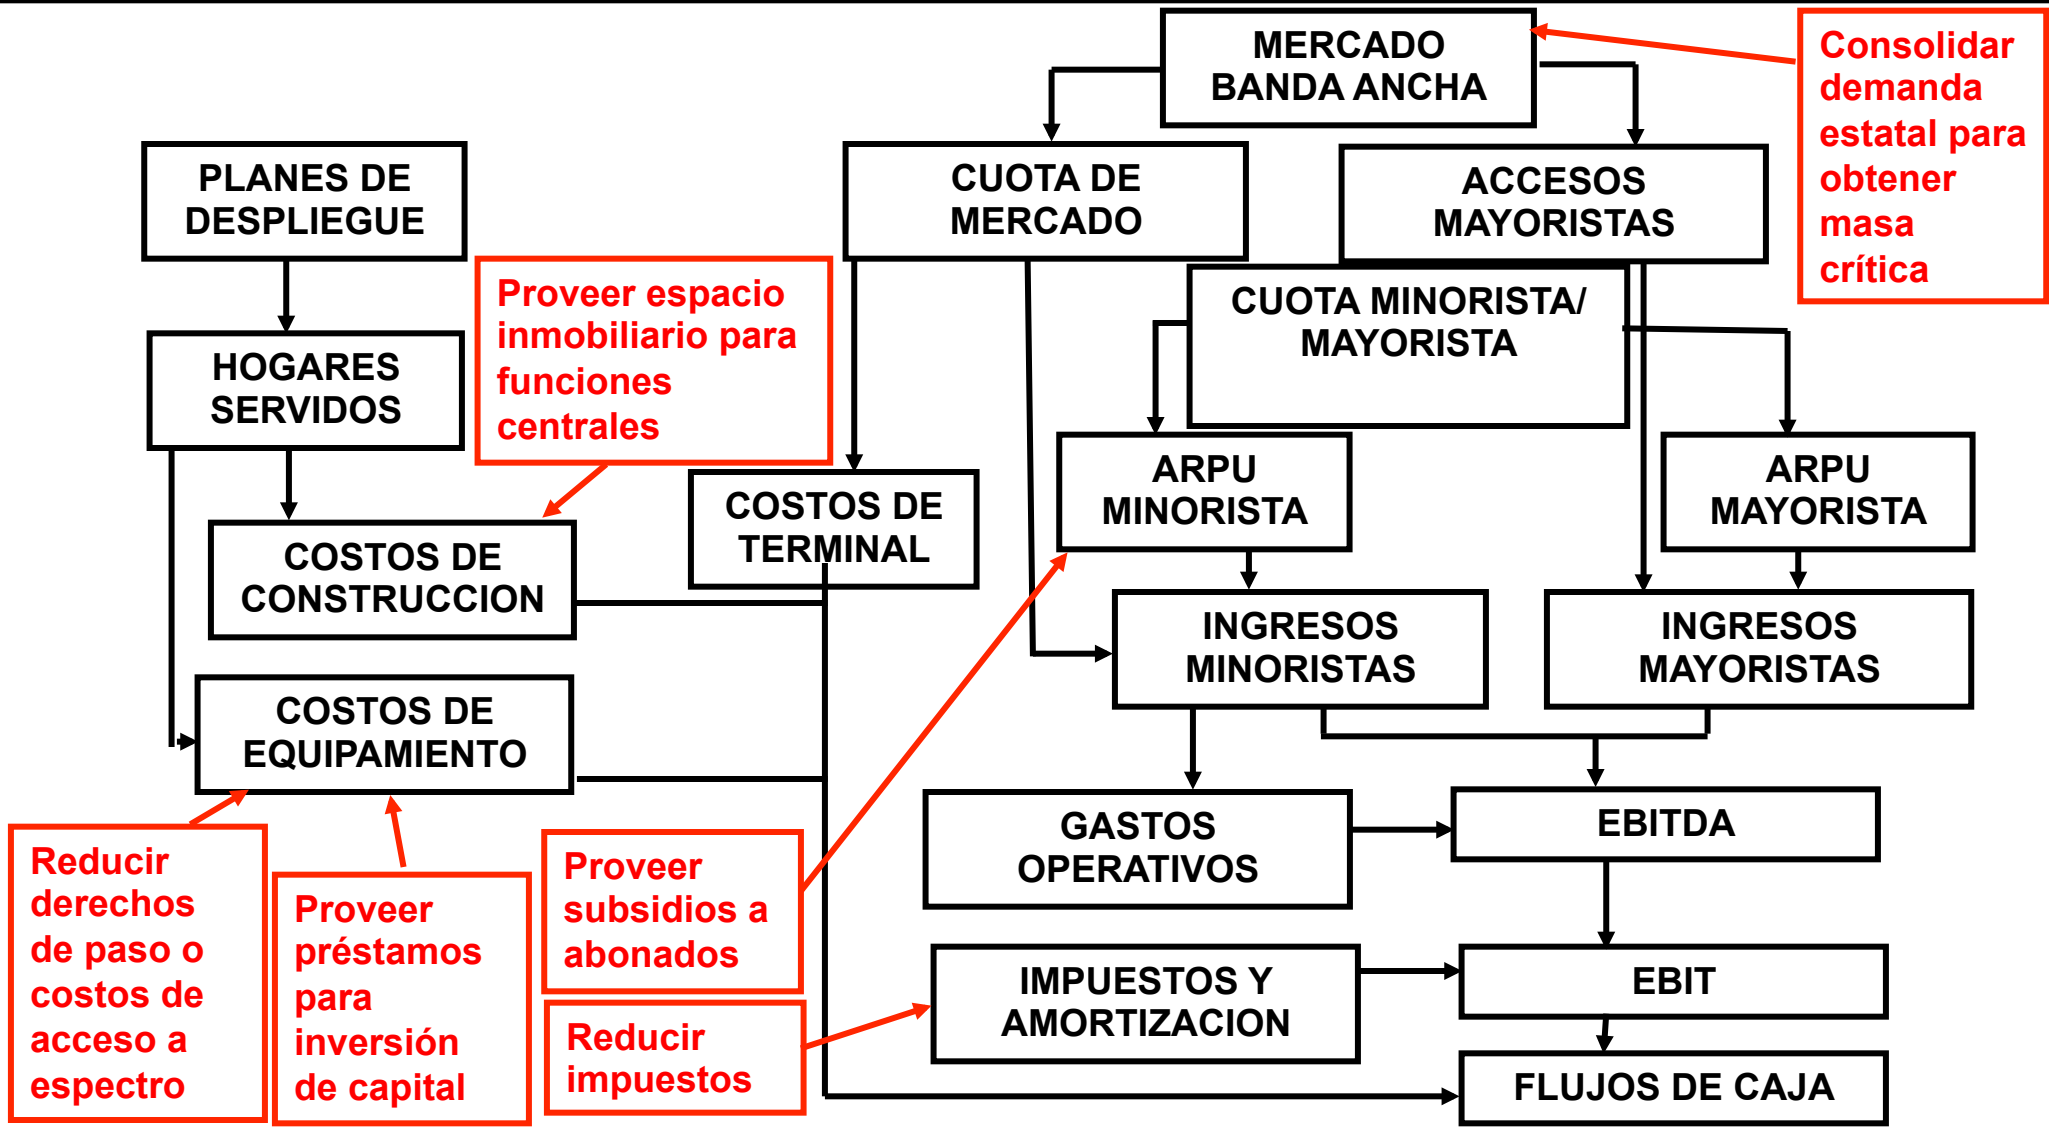 MERCADO
BANDA ANCHA
Consolidar
demanda
estatal para
obtener
masa
crítica
PLANES DE
DESPLIEGUE
CUOTA DE
MERCADO
ACCESOS
MAYORISTAS
Proveer espacio
inmobiliario para
funciones
centrales
CUOTA MINORISTA/
MAYORISTA
HOGARES
SERVIDOS
ARPU
MINORISTA
ARPU
MAYORISTA
COSTOS DE
TERMINAL
COSTOS DE
CONSTRUCCION
INGRESOS
MINORISTAS
INGRESOS
MAYORISTAS
COSTOS DE
EQUIPAMIENTO
GASTOS
OPERATIVOS
EBITDA
Reducir
derechos
de paso o
costos de
acceso a
espectro
Proveer
préstamos
para
inversión
de capital
Proveer
subsidios a
abonados
IMPUESTOS Y
AMORTIZACION
EBIT
Reducir
impuestos
FLUJOS DE CAJA